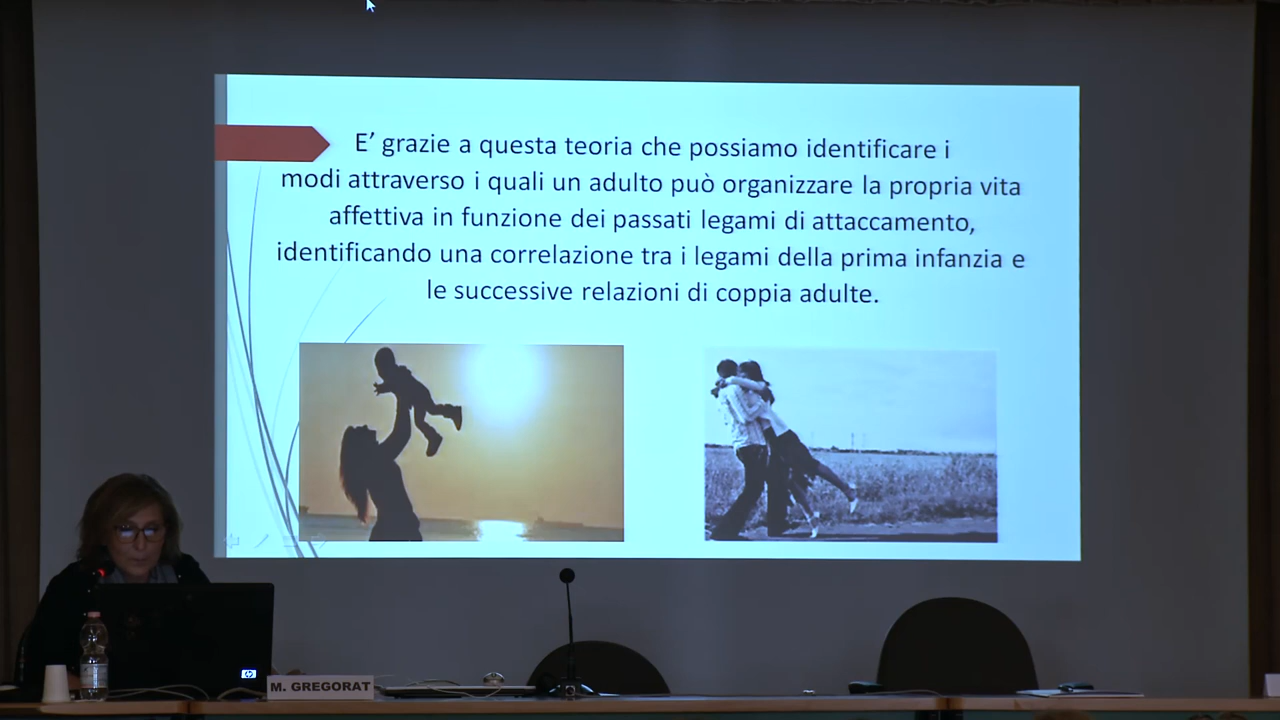 E’ grazie a questa teoria che possiamo identificare i
modi attraverso i quali un adulto può organizzare la propria vita
affettiva in funzione dei passati legami di attaccamento,
identificando una correlazione tra i legami della prima infanzia e
le successive relazioni di coppia adulte.
hp
M. GREGORAT